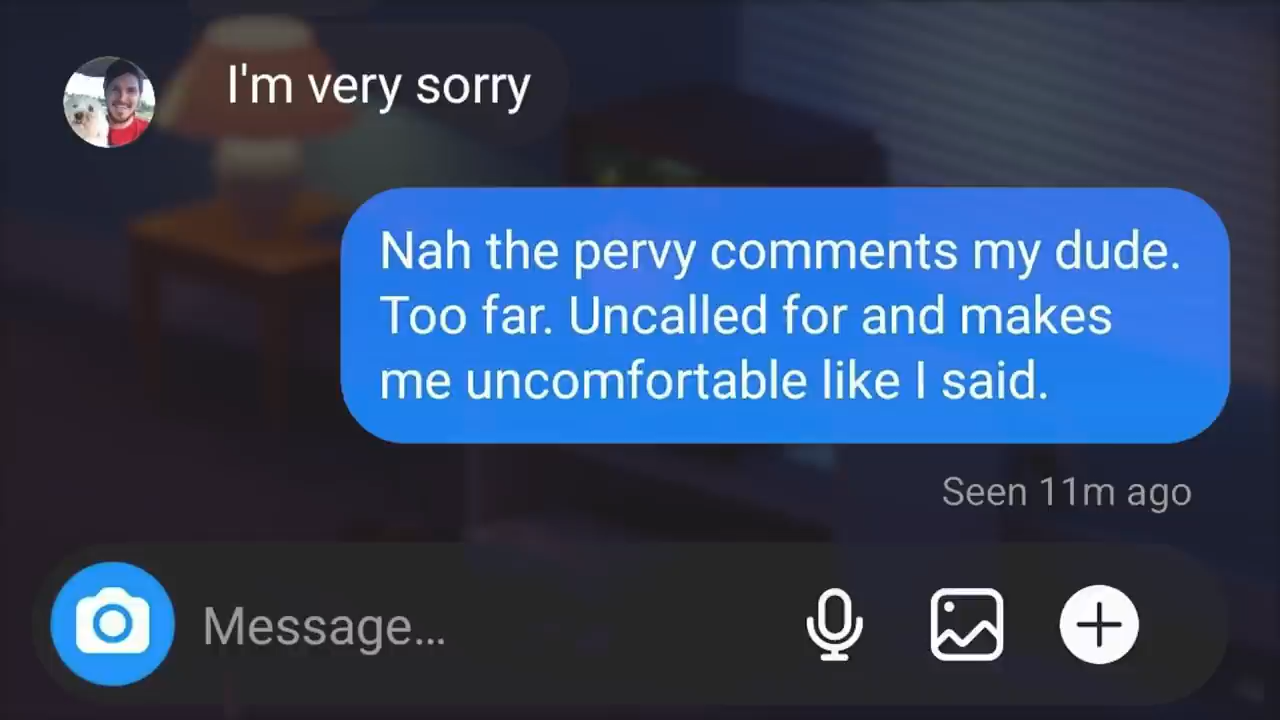 I'm very sorry
Nah the pervy comments my dude.
Too far. Uncalled for and makes
me uncomfortable like I said.
Seen 11m ago
Message...